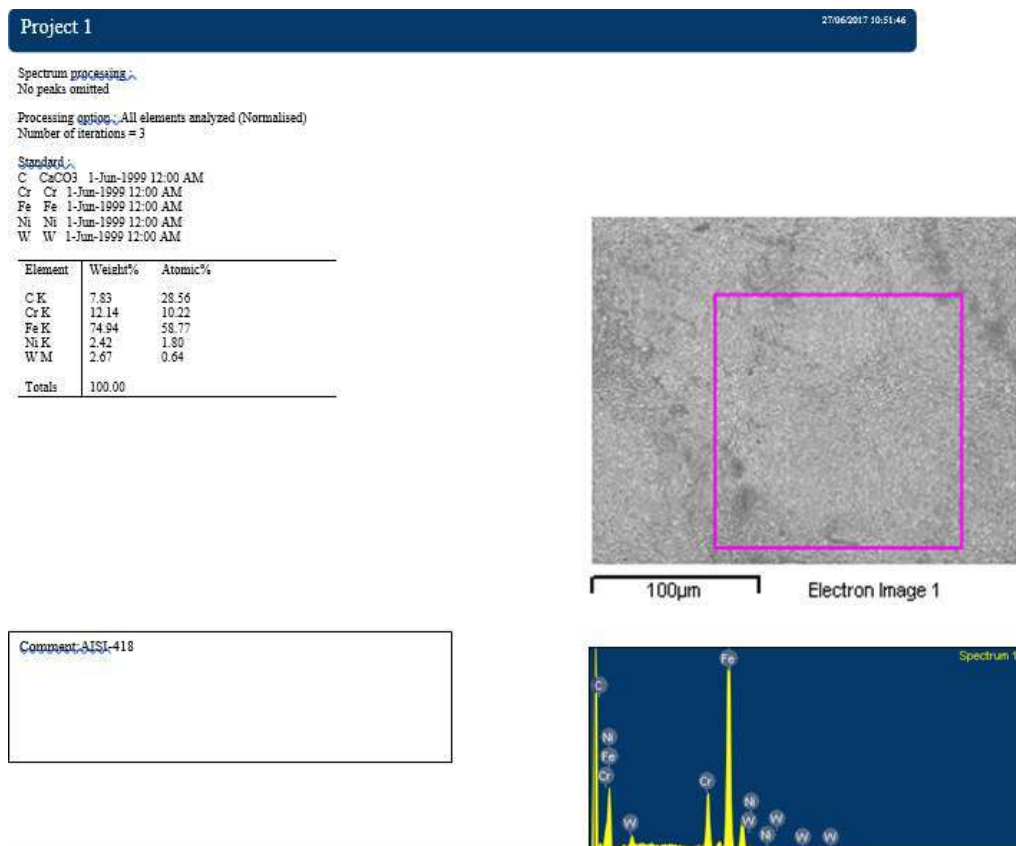 Project 1
27/06/2017 10:51:46
Spectrum processing :
No peaks omitted
Processing option : All elements analyzed (Normalised)
Number of iterations = 3
Standard :
C CaCO3 1-Jun-1999 12:00 AM
Cr Cr 1-Jun-1999 12:00 AM
Fe Fe 1-Jun-1999 12:00 AM
Ni Ni 1-Jun-1999 12:00 AM
W W 1-Jun-1999 12:00 AM
Element Weight% Atomic%
C K 7.83 28.56
Cr K 12.14 10.22
Fe K 74.94 58.77
Ni K 2.42 1.80
W M 2.67 0.64
Totals 100.00
100µm Electron Image 1
Comment: AISI-418
Spectrum 1
Fe
C
Ni
Fe
Cr
Cr
W
Ni
W
W
Ni
W
W